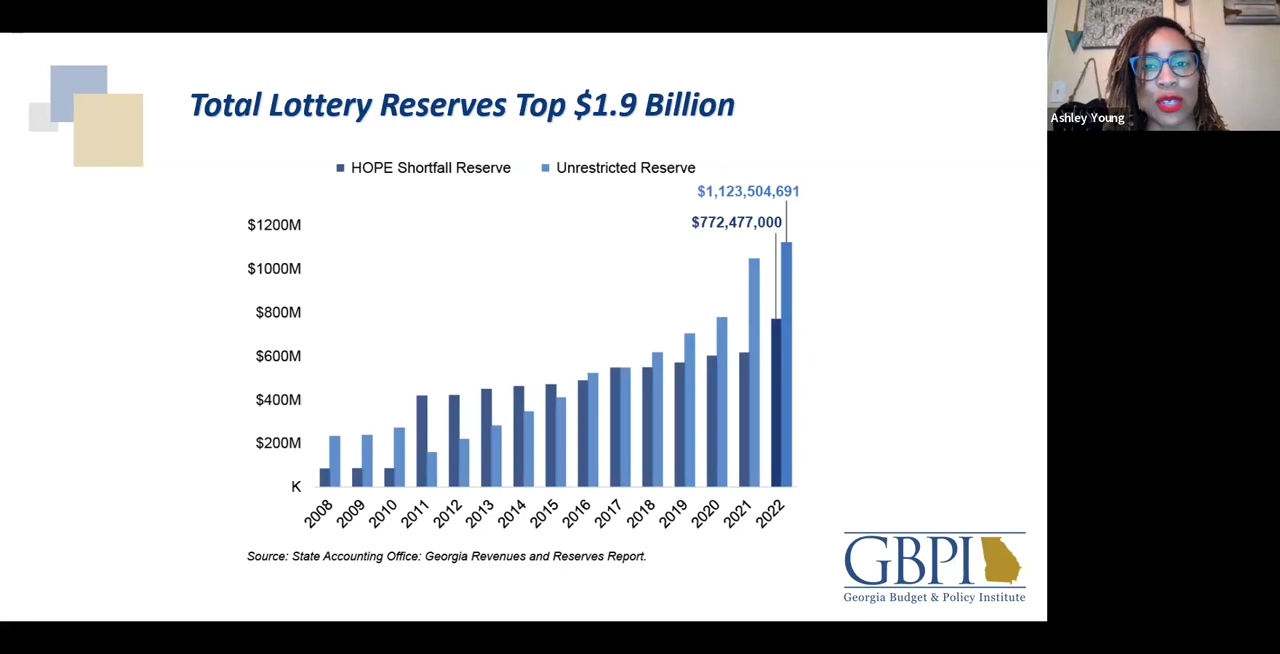 Total Lottery Reserves Top $1.9 Billion
Ashley Young
HOPE Shortfall Reserve Unrestricted Reserve
$1,123,504,691
$772,477,000
$1200M
$1000M
$800M
$600M
$400M
$200M
K
2008 2009 2010 2011 2012 2013 2014 2015 2016 2017 2018 2019 2020 2021 2022
Source: State Accounting Office: Georgia Revenues and Reserves Report.
GBPI
Georgia Budget & Policy Institute